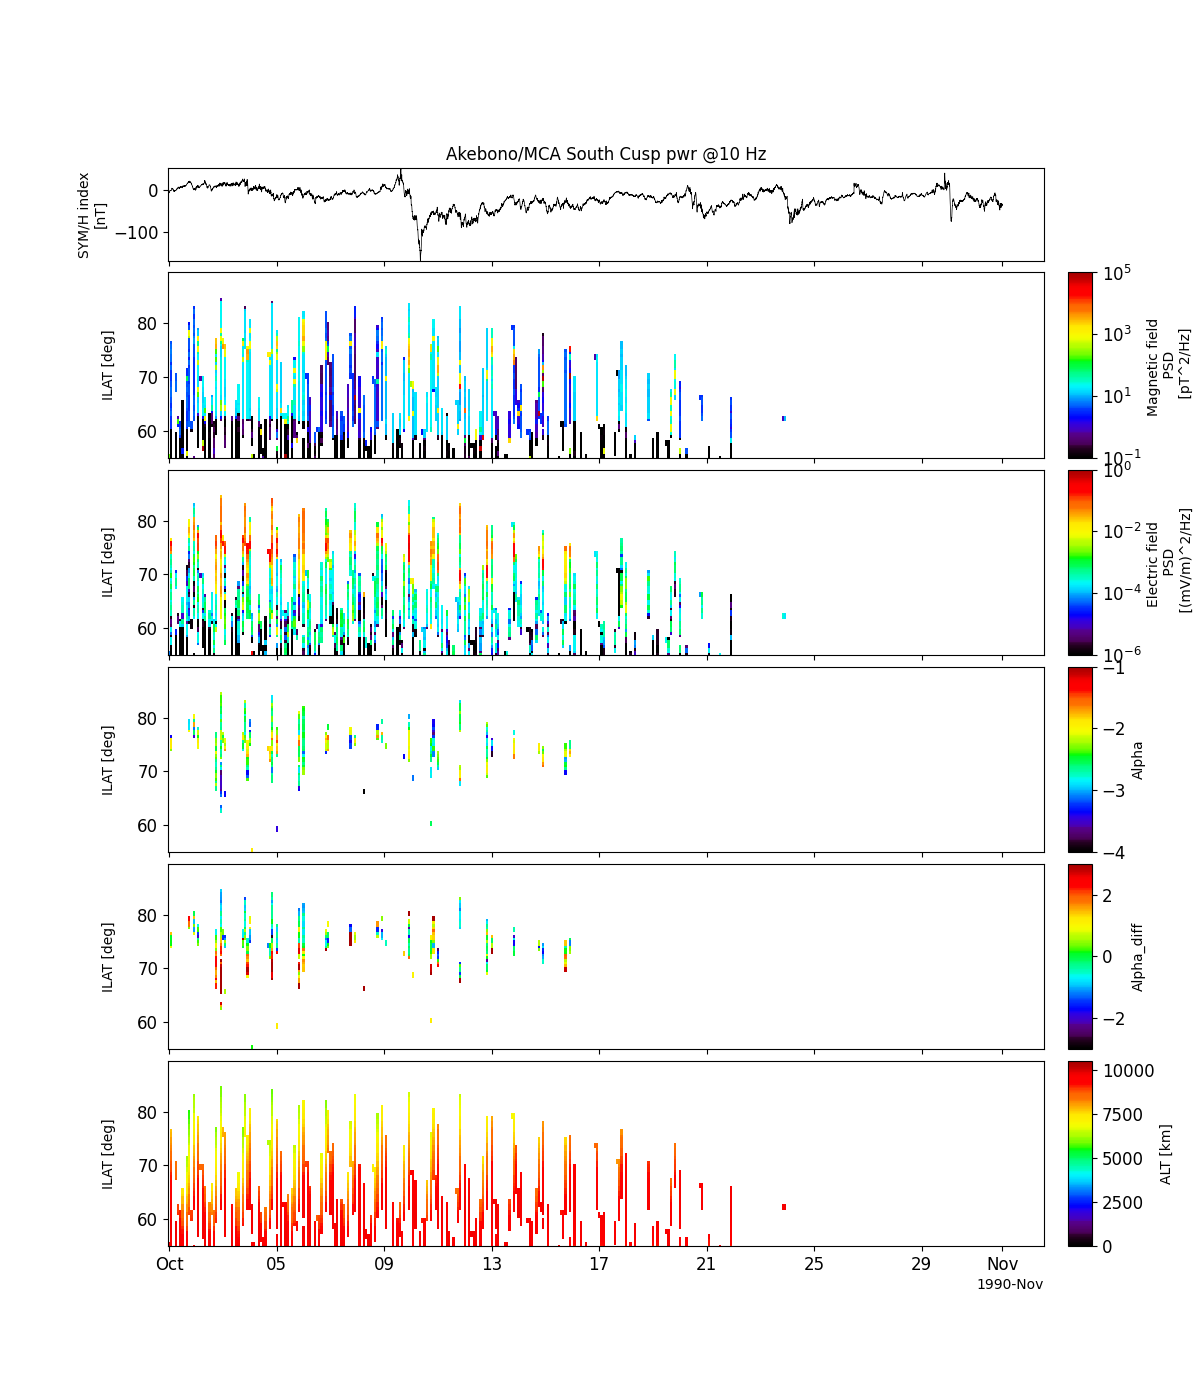 Akebono/MCA South Cusp pwr @10 Hz
SYM/H index
[nT]
0
−100
ILAT [deg]
80
70
60
10^5
10^3
10^1
10^-1
Magnetic field
PSD
[pT^2/Hz]
ILAT [deg]
80
70
60
10^0
10^-2
10^-4
10^-6
Electric field
PSD
[(mV/m)^2/Hz]
ILAT [deg]
80
70
60
−1
−2
−3
−4
Alpha
ILAT [deg]
80
70
60
2
0
−2
Alpha_diff
ILAT [deg]
80
70
60
10000
7500
5000
2500
0
ALT [km]
Oct 05 09 13 17 21 25 29 Nov
1990-Nov